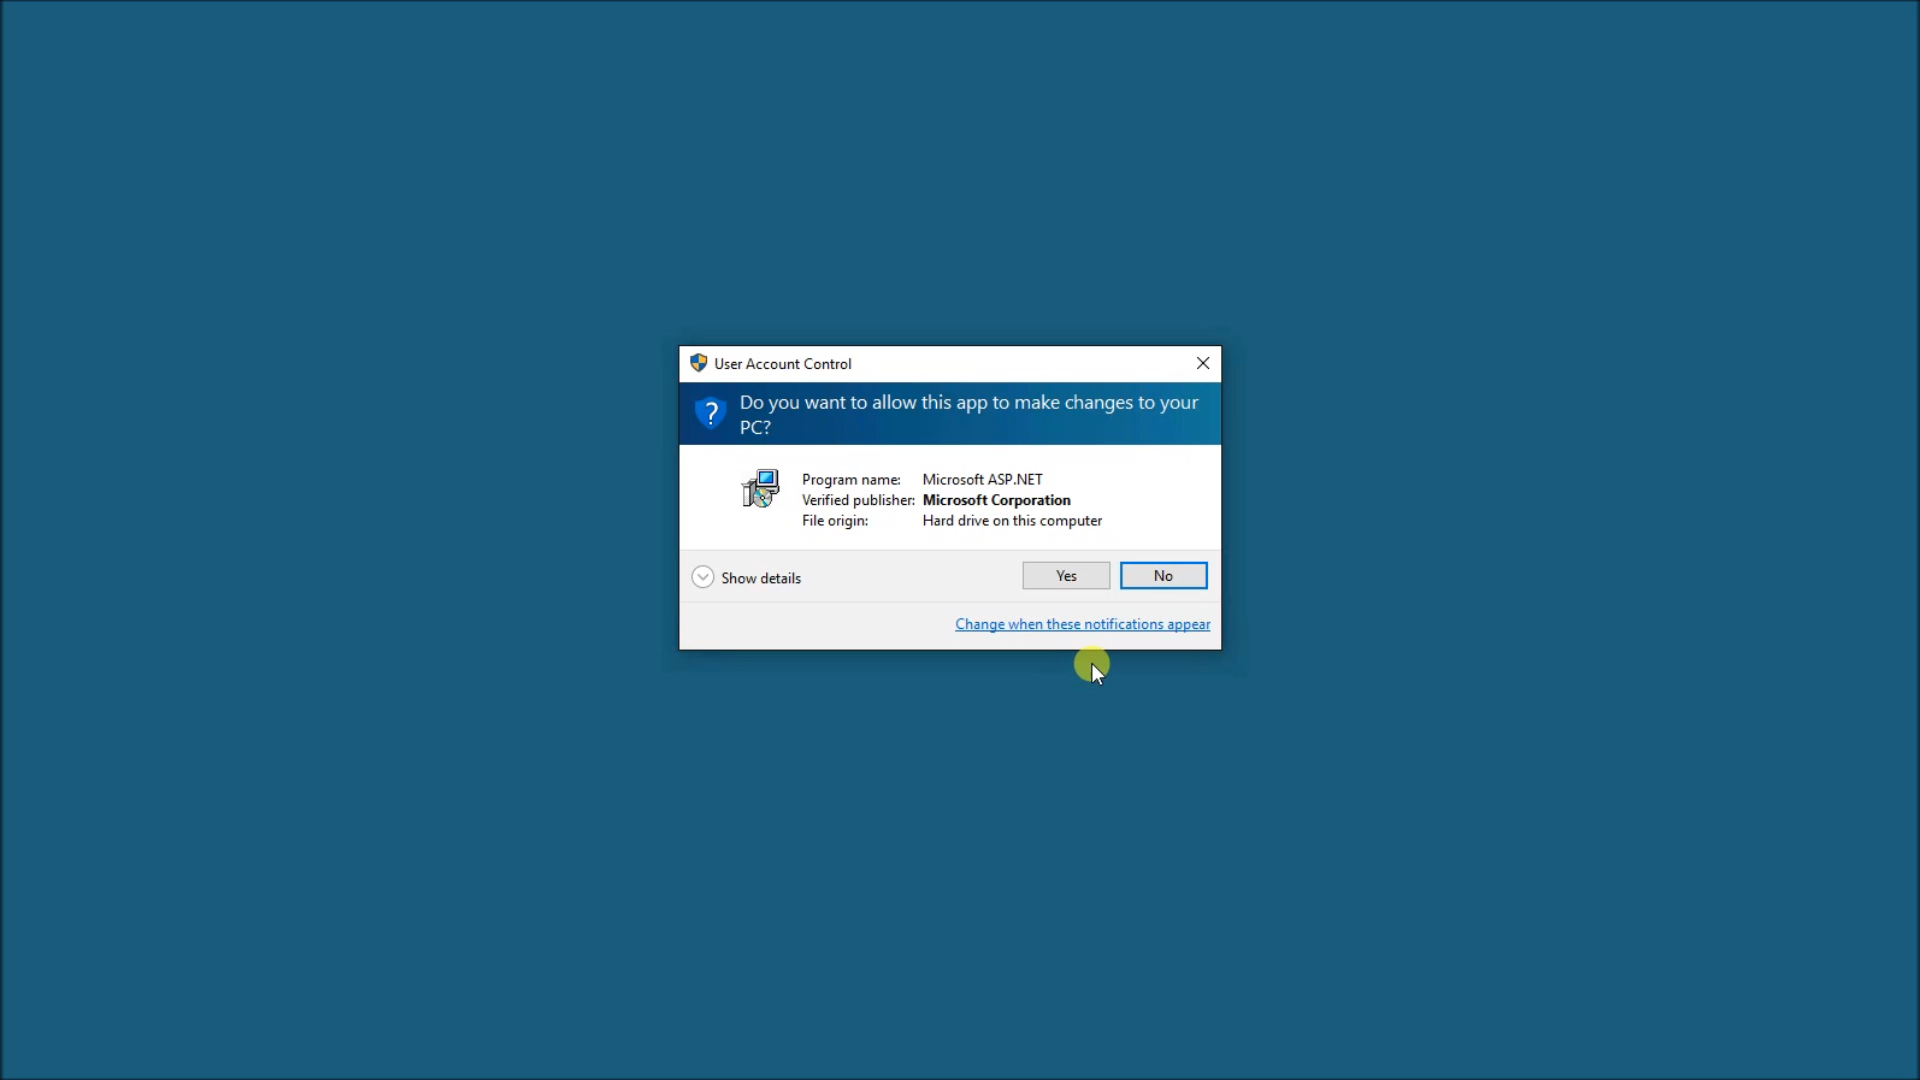 User Account Control
?
Do you want to allow this app to make changes to your
PC?
Program name: Microsoft ASP.NET
Verified publisher: Microsoft Corporation
File origin: Hard drive on this computer
Show details
Yes
No
Change when these notifications appear